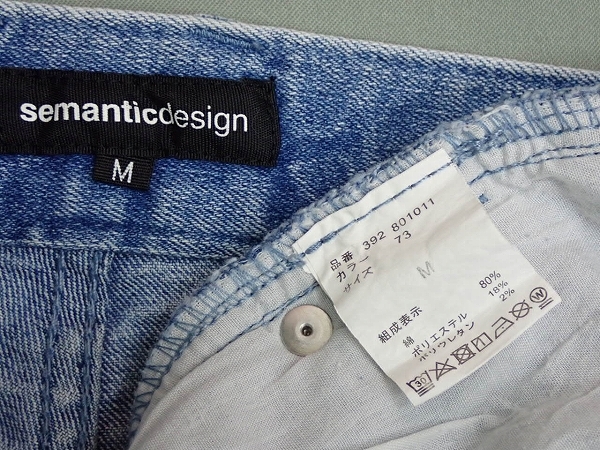 semanticdesign
M
品番 392 801011
カラー 73
サイズ M
組成表示
綿 80%
ポリエステル 18%
ポリウレタン 2%